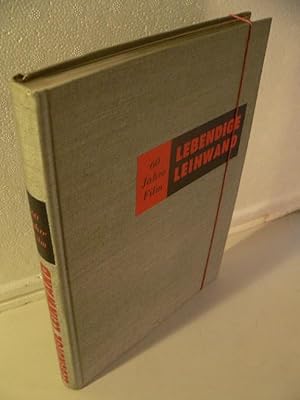 60
Jahre
Film
LEBENDIGE
LEINWAND
60
Jahre
Film
LEBENDIGE LEINWAND